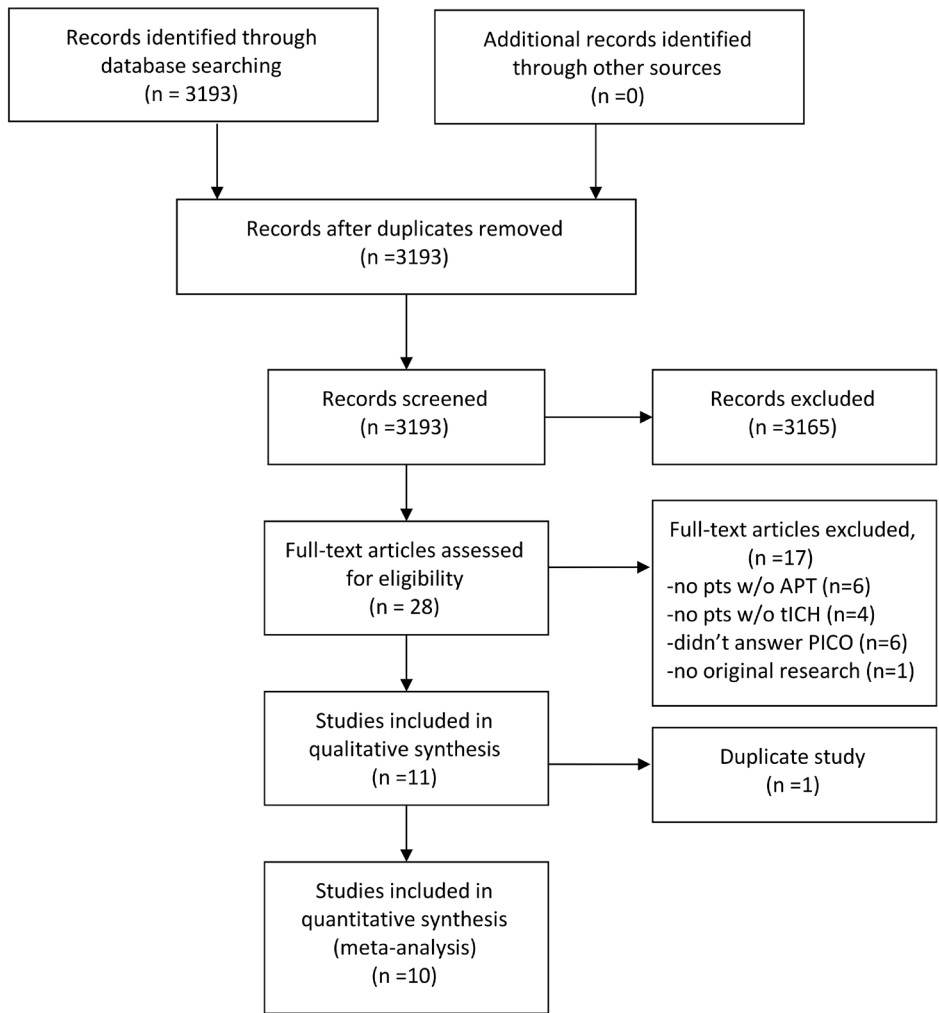 Records identified through
database searching
(n = 3193)
Additional records identified
through other sources
(n =0)
Records after duplicates removed
(n =3193)
Records screened
(n =3193)
Records excluded
(n =3165)
Full-text articles assessed
for eligibility
(n = 28)
Full-text articles excluded,
(n =17)
-no pts w/o APT (n=6)
-no pts w/o tICH (n=4)
-didn’t answer PICO (n=6)
-no original research (n=1)
Studies included in
qualitative synthesis
(n =11)
Duplicate study
(n =1)
Studies included in
quantitative synthesis
(meta-analysis)
(n =10)